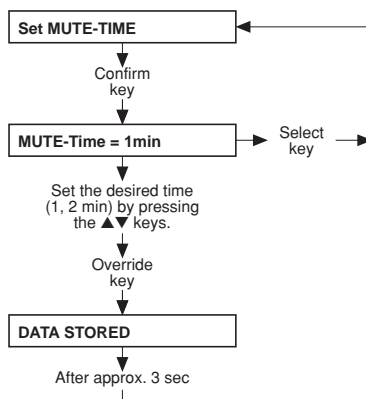 Set MUTE-TIME
Confirm
key
MUTE-Time = 1min
Select
key
Set the desired time
(1, 2 min) by pressing
the ▲▼ keys.
Override
key
DATA STORED
After approx. 3 sec